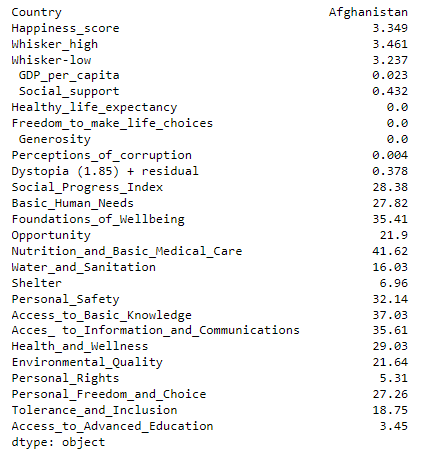 Country Afghanistan
Happiness_score 3.349
Whisker_high 3.461
Whisker-low 3.237
GDP_per_capita 0.023
Social_support 0.432
Healthy_life_expectancy 0.0
Freedom_to_make_life_choices 0.0
Generosity 0.0
Perceptions_of_corruption 0.004
Dystopia (1.85) + residual 0.378
Social_Progress_Index 28.38
Basic_Human_Needs 27.82
Foundations_of_Wellbeing 35.41
Opportunity 21.9
Nutrition_and_Basic_Medical_Care 41.62
Water_and_Sanitation 16.03
Shelter 6.96
Personal_Safety 32.14
Access_to_Basic_Knowledge 37.03
Acces_ to_Information_and_Communications 35.61
Health_and_Wellness 29.03
Environmental_Quality 21.64
Personal_Rights 5.31
Personal_Freedom_and_Choice 27.26
Tolerance_and_Inclusion 18.75
Access_to_Advanced_Education 3.45
dtype: object